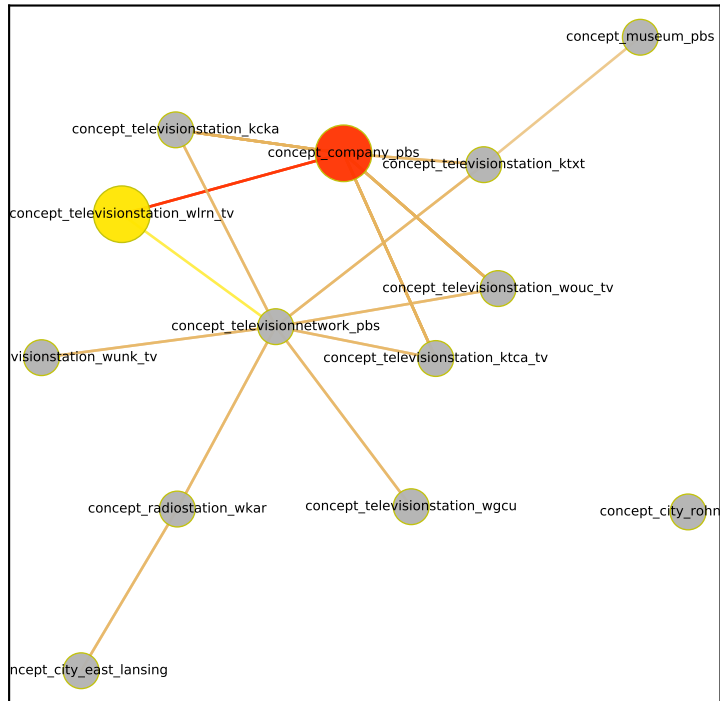 concept_museum_pbs
concept_televisionstation_kcka
concept_company_pbs
concept_televisionstation_ktxt
concept_televisionstation_wlrn_tv
concept_televisionstation_wouc_tv
concept_televisionnetwork_pbs
visionstation_wunk_tv
concept_televisionstation_ktca_tv
concept_radiostation_wkar
concept_televisionstation_wgcu
concept_city_rohn
ncept_city_east_lansing